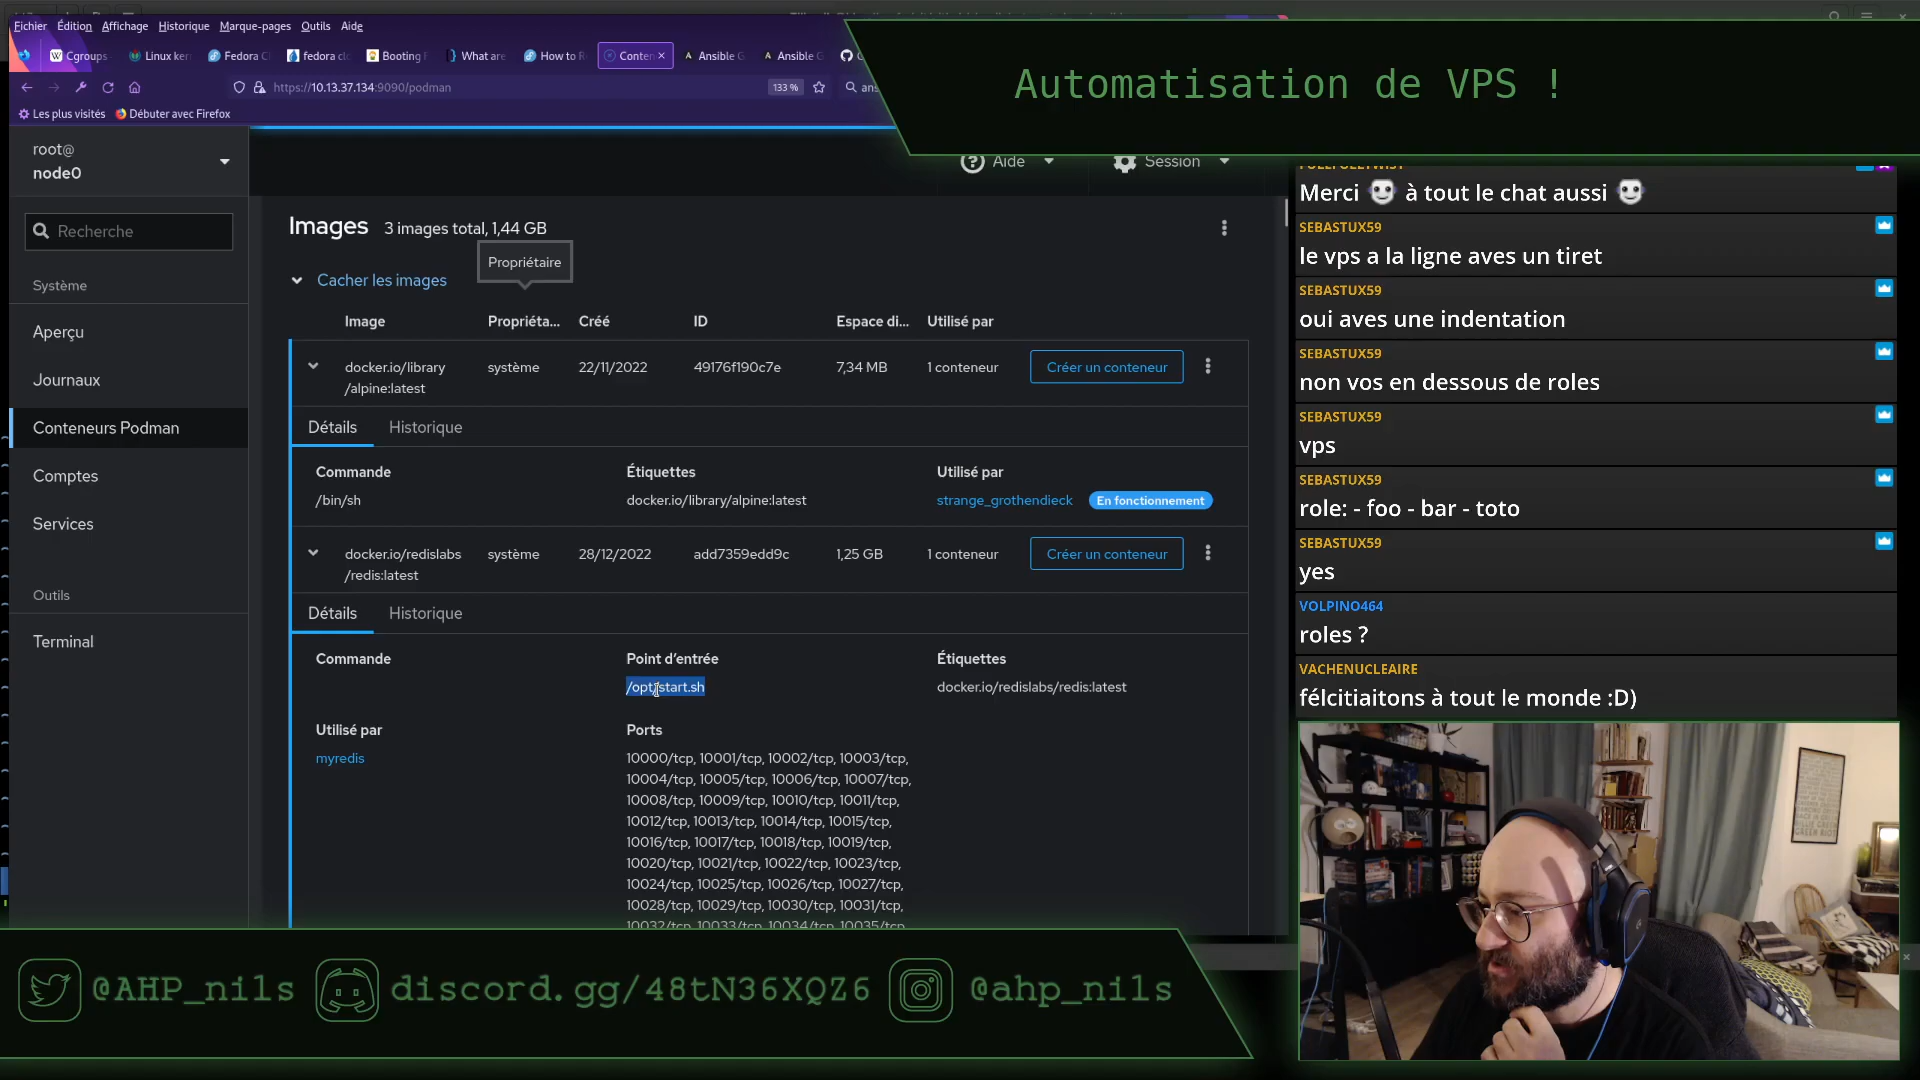 Fichier Édition Affichage Historique Marque-pages Outils Aide
Cgroups Linux ker Fedora C fedora clo Booting F What are How to R Conten Ansible G Ansible G
https://10.13.37.134:9090/podman 133 % ans
Les plus visités Débuter avec Firefox
Automatisation de VPS !
root@
node0
Aide Session
Recherche
Système
Aperçu
Journaux
Conteneurs Podman
Comptes
Services
Outils
Terminal
Images 3 images total, 1,44 GB
Propriétaire
Cacher les images
Image Propriéta... Créé ID Espace di... Utilisé par
docker.io/library
/alpine:latest
système 22/11/2022 49176f190c7e 7,34 MB 1 conteneur Créer un conteneur
Détails Historique
Commande Étiquettes Utilisé par
/bin/sh docker.io/library/alpine:latest strange_grothendieck En fonctionnement
docker.io/redislabs
/redis:latest
système 28/12/2022 add7359edd9c 1,25 GB 1 conteneur Créer un conteneur
Détails Historique
Commande Point d'entrée Étiquettes
/opt/start.sh docker.io/redislabs/redis:latest
Utilisé par Ports
myredis
10000/tcp, 10001/tcp, 10002/tcp, 10003/tcp,
10004/tcp, 10005/tcp, 10006/tcp, 10007/tcp,
10008/tcp, 10009/tcp, 10010/tcp, 10011/tcp,
10012/tcp, 10013/tcp, 10014/tcp, 10015/tcp,
10016/tcp, 10017/tcp, 10018/tcp, 10019/tcp,
10020/tcp, 10021/tcp, 10022/tcp, 10023/tcp,
10024/tcp, 10025/tcp, 10026/tcp, 10027/tcp,
10028/tcp, 10029/tcp, 10030/tcp, 10031/tcp,
10032/tcp, 10033/tcp, 10034/tcp, 10035/tcp,
Merci à tout le chat aussi
SEBASTUX59
le vps a la ligne aves un tiret
SEBASTUX59
oui aves une indentation
SEBASTUX59
non vos en dessous de roles
SEBASTUX59
vps
SEBASTUX59
role: - foo - bar - toto
SEBASTUX59
yes
VOLPINO464
roles ?
VACHENUCLEAIRE
félcitiaitons à tout le monde :D)
@AHP_nils discord.gg/48tN36XQZ6 @ahp_nils